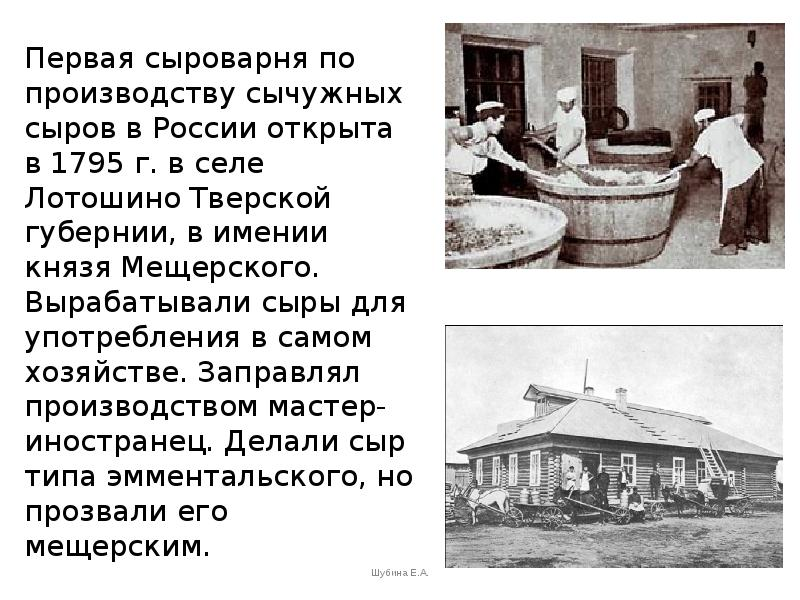 Первая сыроварня по
производству сычужных
сыров в России открыта
в 1795 г. в селе
Лотошино Тверской
губернии, в имении
князя Мещерского.
Вырабатывали сыры для
употребления в самом
хозяйстве. Заправлял
производством мастер-
иностранец. Делали сыр
типа эмментальского, но
прозвали его
мещерским.
Шубина Е.А.